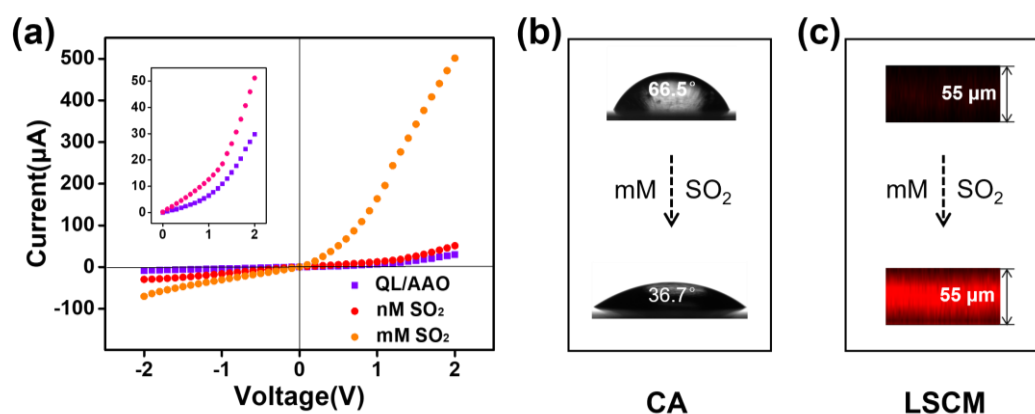 (a)
Current(µA)
500
400
300
200
100
0
-100
50
40
30
20
10
0
0
1
2
QL/AAO
nM SO₂
mM SO₂
-2
-1
0
1
2
Voltage(V)
(b)
66.5°
mM SO₂
36.7°
CA
(c)
55 µm
mM SO₂
55 µm
LSCM